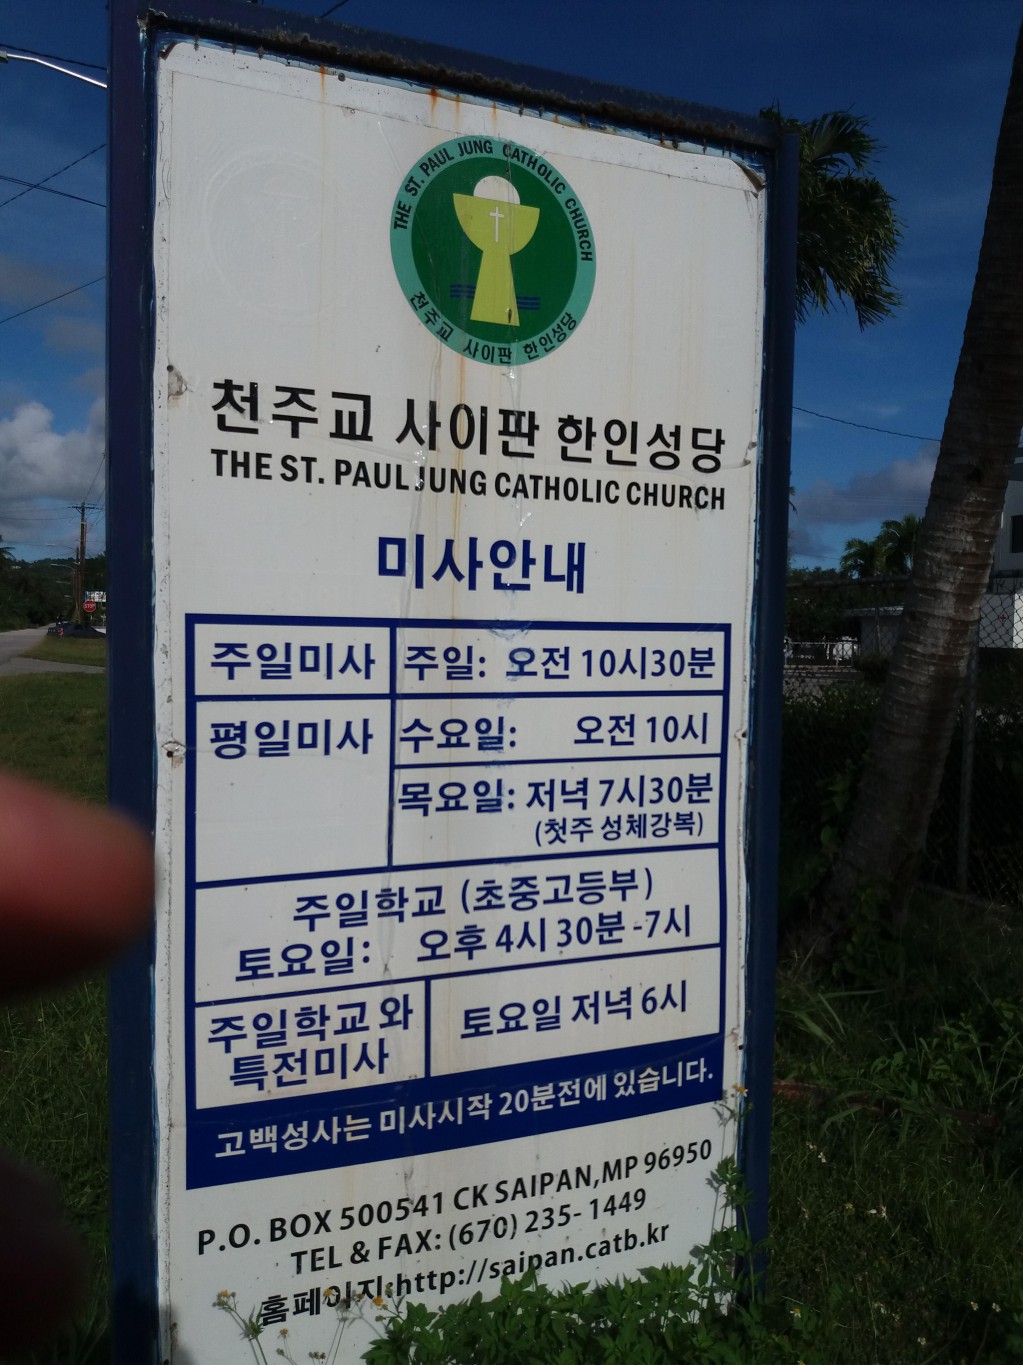 THE ST. PAUL JUNG CATHOLIC CHURCH
천주교 사이판 한인성당
천주교 사이판 한인성당
THE ST. PAUL JUNG CATHOLIC CHURCH
미사안내
주일미사 주일: 오전 10시30분
평일미사 수요일: 오전 10시
목요일: 저녁 7시30분
(첫주 성체강복)
주일학교 (초중고등부)
토요일: 오후 4시 30분 -7시
주일학교 와
특전미사
토요일 저녁 6시
고백성사는 미사시작 20분전에 있습니다.
P.O. BOX 500541 CK SAIPAN,MP 96950
TEL & FAX: (670) 235- 1449
홈페이지:http://saipan.catb.kr
STOP